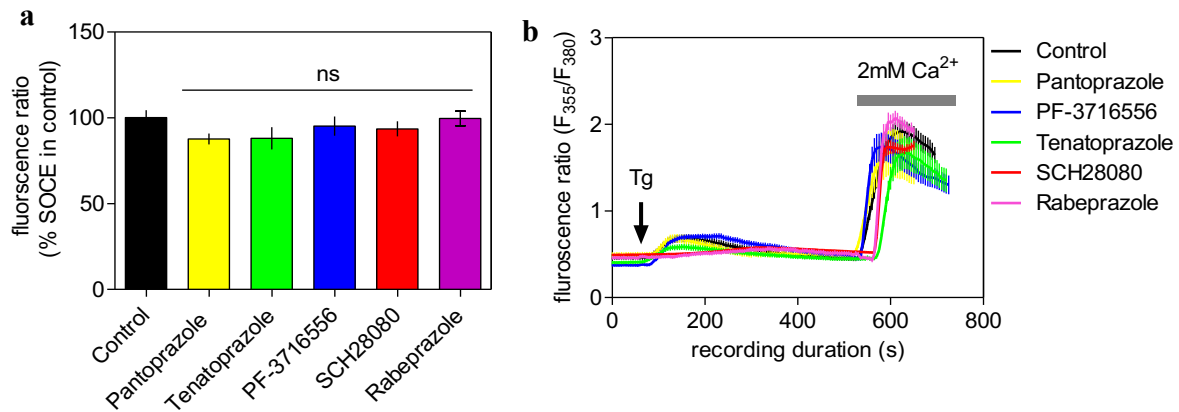 a
fluorscence ratio
(% SOCE in control)
150
100
50
0
ns
Control
Pantoprazole
Tenatoprazole
PF-3716556
SCH28080
Rabeprazole
b
fluroscence ratio (F355/F380)
3
2
1
0
Tg
2mM Ca²⁺
0 200 400 600 800
recording duration (s)
Control
Pantoprazole
PF-3716556
Tenatoprazole
SCH28080
Rabeprazole